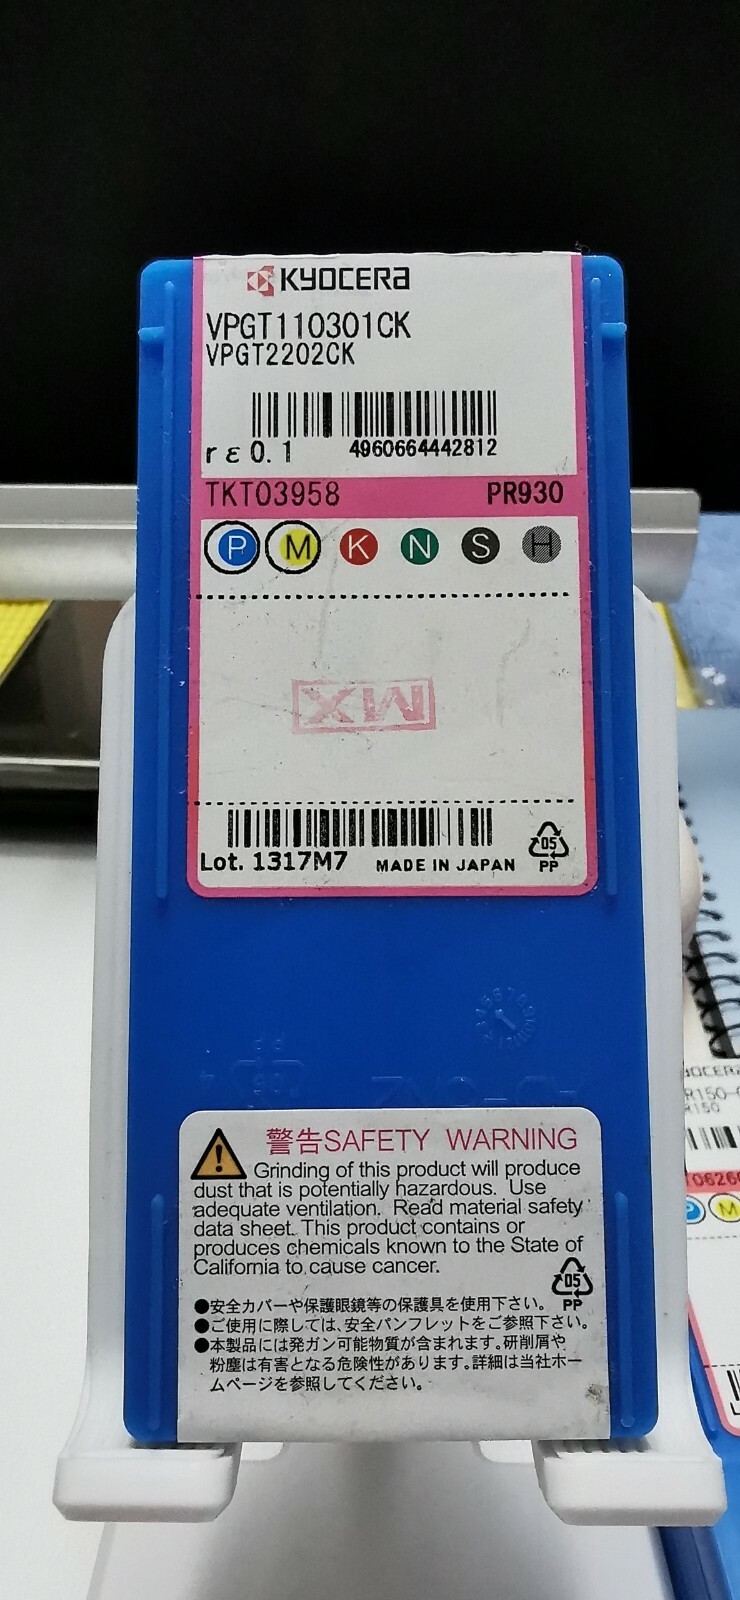 KYOCERA
VPGT110301CK
VPGT2202CK
rε0.1 4960664442812
TKT03958 PR930
P M K N S H
MX
Lot. 1317M7 MADE IN JAPAN
05
PP
警告SAFETY WARNING
Grinding of this product will produce
dust that is potentially hazardous. Use
adequate ventilation. Read material safety
data sheet. This product contains or
produces chemicals known to the State of
California to cause cancer.
05
PP
●安全カバーや保護眼鏡等の保護具を使用下さい。
●ご使用に際しては、安全パンフレットをご参照下さい。
●本製品には発ガン可能物質が含まれます。研削屑や
粉塵は有害となる危険性があります。詳細は当社ホー
ムページを参照してください。
R150
M